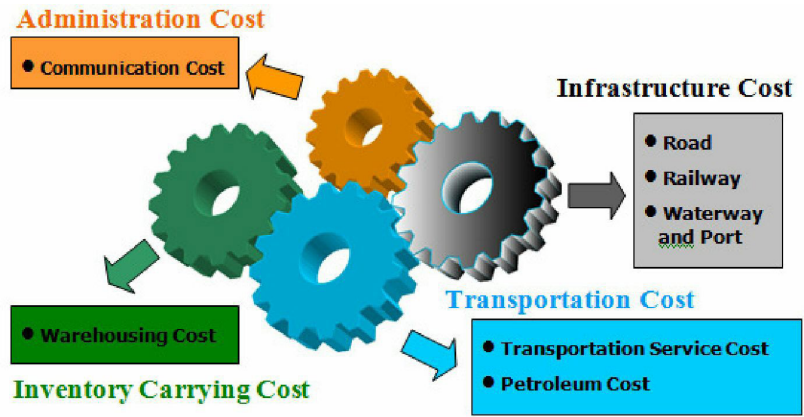 Administration Cost
• Communication Cost
Infrastructure Cost
• Road
• Railway
• Waterway
and Port
Transportation Cost
• Warehousing Cost
• Transportation Service Cost
• Petroleum Cost
Inventory Carrying Cost